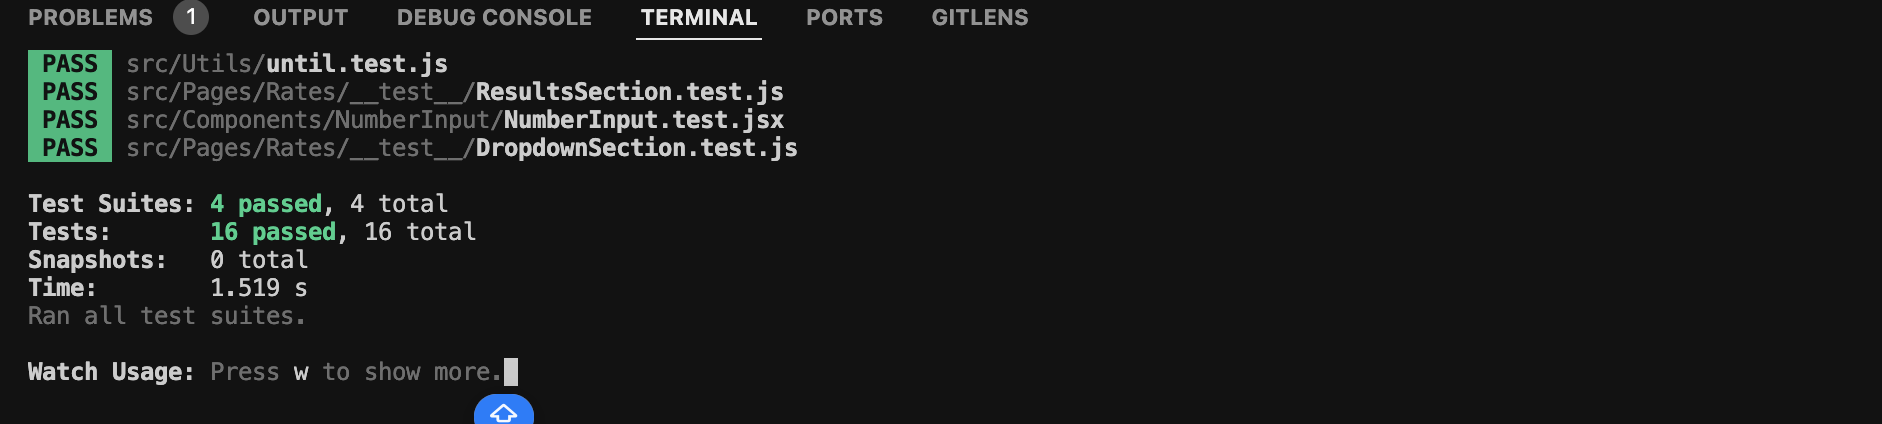 PROBLEMS 1 OUTPUT DEBUG CONSOLE TERMINAL PORTS GITLENS
PASS src/Utils/until.test.js
PASS src/Pages/Rates/__test__/ResultsSection.test.js
PASS src/Components/NumberInput/NumberInput.test.jsx
PASS src/Pages/Rates/__test__/DropdownSection.test.js
Test Suites: 4 passed, 4 total
Tests: 16 passed, 16 total
Snapshots: 0 total
Time: 1.519 s
Ran all test suites.
Watch Usage: Press w to show more.